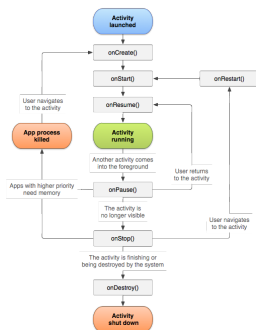 Activity
launched
onCreate()
onStart()
onRestart()
User navigates
to the activity
onResume()
App process
killed
Activity
running
Another activity comes
into the foreground
User returns
to the activity
Apps with higher priority
need memory
onPause()
The activity is
no longer visible
User navigates
to the activity
onStop()
The activity is finishing or
being destroyed by the system
onDestroy()
Activity
shut down